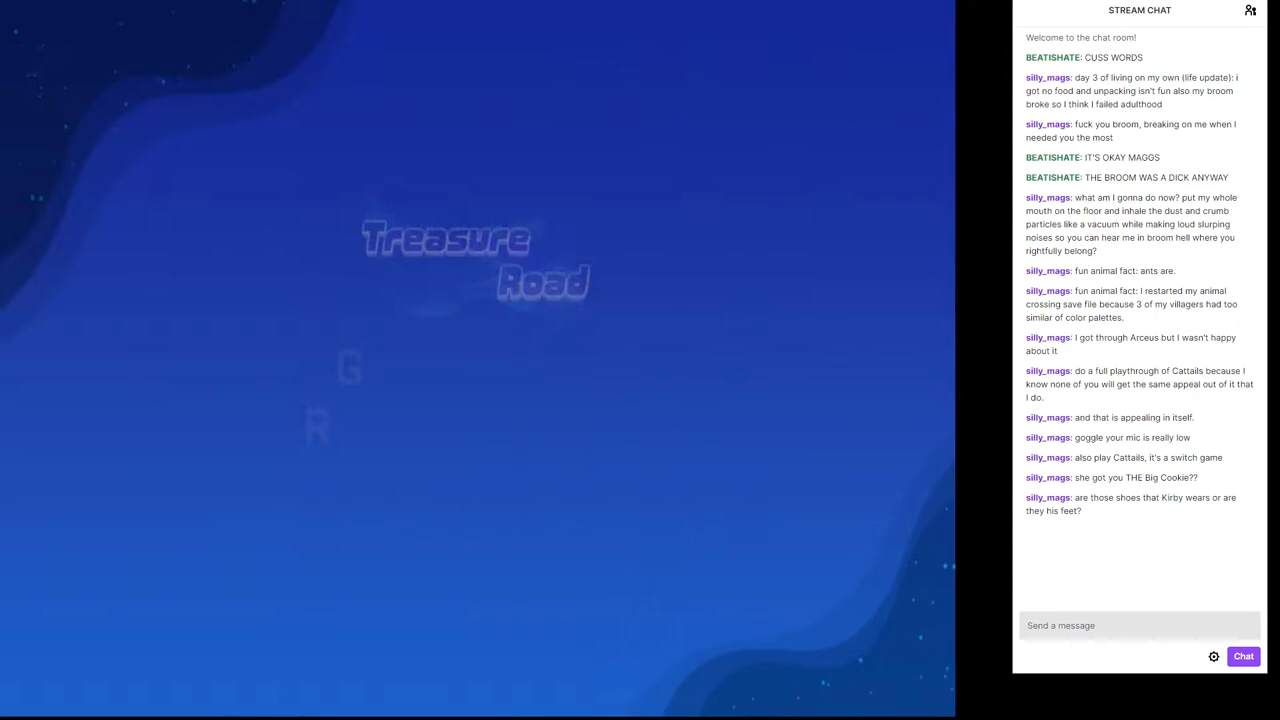 Treasure
Road
G
R
STREAM CHAT
Welcome to the chat room!
BEATISHATE: CUSS WORDS
silly_mags: day 3 of living on my own (life update): i
got no food and unpacking isn't fun also my broom
broke so I think I failed adulthood
silly_mags: fuck you broom, breaking on me when I
needed you the most
BEATISHATE: IT'S OKAY MAGGS
BEATISHATE: THE BROOM WAS A DICK ANYWAY
silly_mags: what am I gonna do now? put my whole
mouth on the floor and inhale the dust and crumb
particles like a vacuum while making loud slurping
noises so you can hear me in broom hell where you
rightfully belong?
silly_mags: fun animal fact: ants are.
silly_mags: fun animal fact: I restarted my animal
crossing save file because 3 of my villagers had too
similar of color palettes.
silly_mags: I got through Arceus but I wasn't happy
about it
silly_mags: do a full playthrough of Cattails because I
know none of you will get the same appeal out of it that
I do.
silly_mags: and that is appealing in itself.
silly_mags: goggle your mic is really low
silly_mags: also play Cattails, it's a switch game
silly_mags: she got you THE Big Cookie??
silly_mags: are those shoes that Kirby wears or are
they his feet?
Send a message
Chat